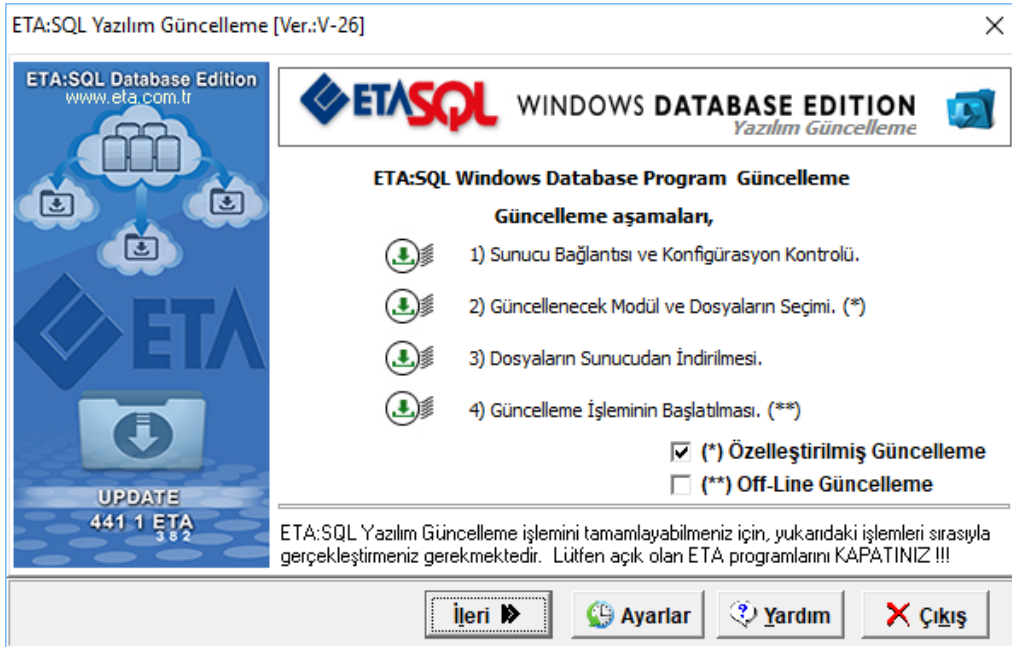 ETA:SQL Yazılım Güncelleme [Ver.:V-26]
ETA:SQL Database Edition
www.eta.com.tr
ETA
UPDATE
441 1 ETA
3 8 2
ETASQL WINDOWS DATABASE EDITION
Yazılım Güncelleme
ETA:SQL Windows Database Program Güncelleme
Güncelleme aşamaları,
1) Sunucu Bağlantısı ve Konfigürasyon Kontrolü.
2) Güncellenecek Modül ve Dosyaların Seçimi. (*)
3) Dosyaların Sunucudan İndirilmesi.
4) Güncelleme İşleminin Başlatılması. (**)
(*) Özelleştirilmiş Güncelleme
(**) Off-Line Güncelleme
ETA:SQL Yazılım Güncelleme işlemini tamamlayabilmeniz için, yukarıdaki işlemleri sırasıyla
gerçekleştirmeniz gerekmektedir. Lütfen açık olan ETA programlarını KAPATINIZ !!!
İleri
Ayarlar
Yardım
Çıkış